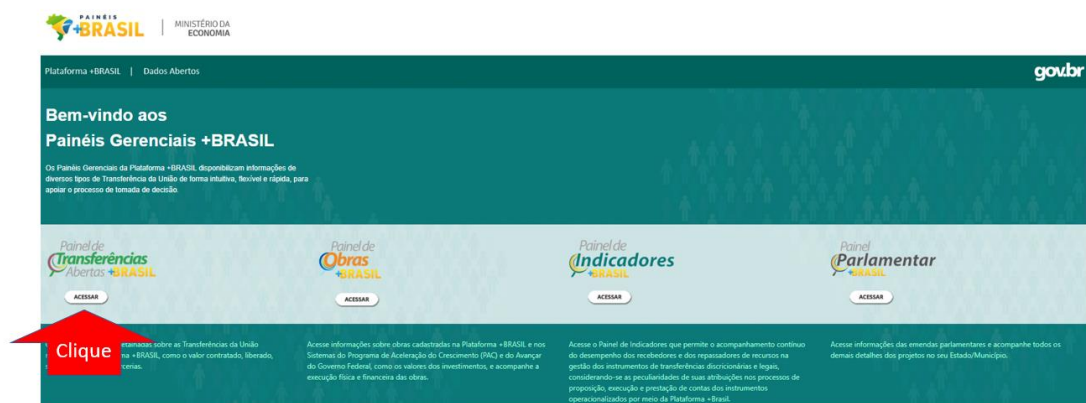 PAINÉIS
+BRASIL
MINISTÉRIO DA
ECONOMIA
Plataforma +BRASIL | Dados Abertos
gov.br
Bem-vindo aos
Painéis Gerenciais +BRASIL
Os Painéis Gerenciais da Plataforma +BRASIL disponibilizam informações de
diversos tipos de Transferência da União de forma intuitiva, flexível e rápida, para
apoiar o processo de tomada de decisão.
Painel de
Transferências
Abertas +BRASIL
ACESSAR
Painel de
Obras
+BRASIL
ACESSAR
Painel de
Indicadores
+BRASIL
ACESSAR
Painel
Parlamentar
+BRASIL
ACESSAR
Clique
sobre as Transferências da União
+BRASIL, como o valor contratado, liberado,
Acesse informações sobre obras cadastradas na Plataforma +BRASIL e nos
Sistemas do Programa de Aceleração do Crescimento (PAC) e do Avançar
do Governo Federal, como os valores dos investimentos, e acompanhe a
execução física e financeira das obras.
Acesse o Painel de Indicadores que permite o acompanhamento contínuo
do desempenho dos recebedores e dos repassadores de recursos na
gestão dos instrumentos de transferências discricionárias e legais,
considerando-se as peculiaridades de suas atribuições nos processos de
proposição, execução e prestação de contas dos instrumentos
operacionalizados por meio da Plataforma +Brasil.
Acesse informações das emendas parlamentares e acompanhe todos os
demais detalhes dos projetos no seu Estado/Município.